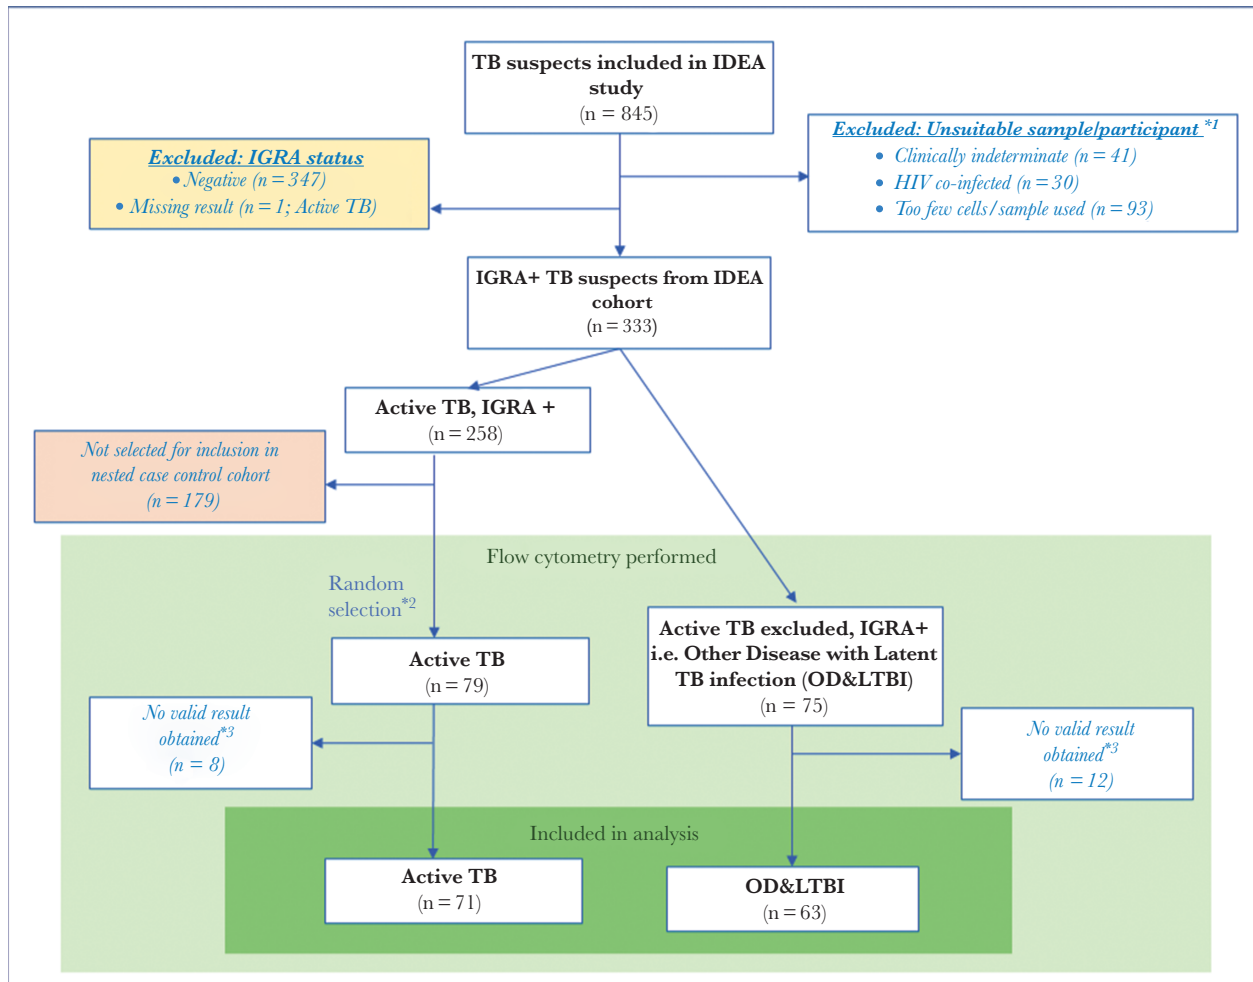 TB suspects included in IDEA
study
(n = 845)
Excluded: Unsuitable sample/participant *1
• Clinically indeterminate (n = 41)
• HIV co-infected (n = 30)
• Too few cells/sample used (n = 93)
Excluded: IGRA status
• Negative (n = 347)
• Missing result (n = 1; Active TB)
IGRA+ TB suspects from IDEA
cohort
(n = 333)
Active TB, IGRA +
(n = 258)
Not selected for inclusion in
nested case control cohort
(n = 179)
Flow cytometry performed
Random
selection*2
Active TB
(n = 79)
Active TB excluded, IGRA+
i.e. Other Disease with Latent
TB infection (OD&LTBI)
(n = 75)
No valid result
obtained*3
(n = 8)
No valid result
obtained*3
(n = 12)
Included in analysis
Active TB
(n = 71)
OD&LTBI
(n = 63)